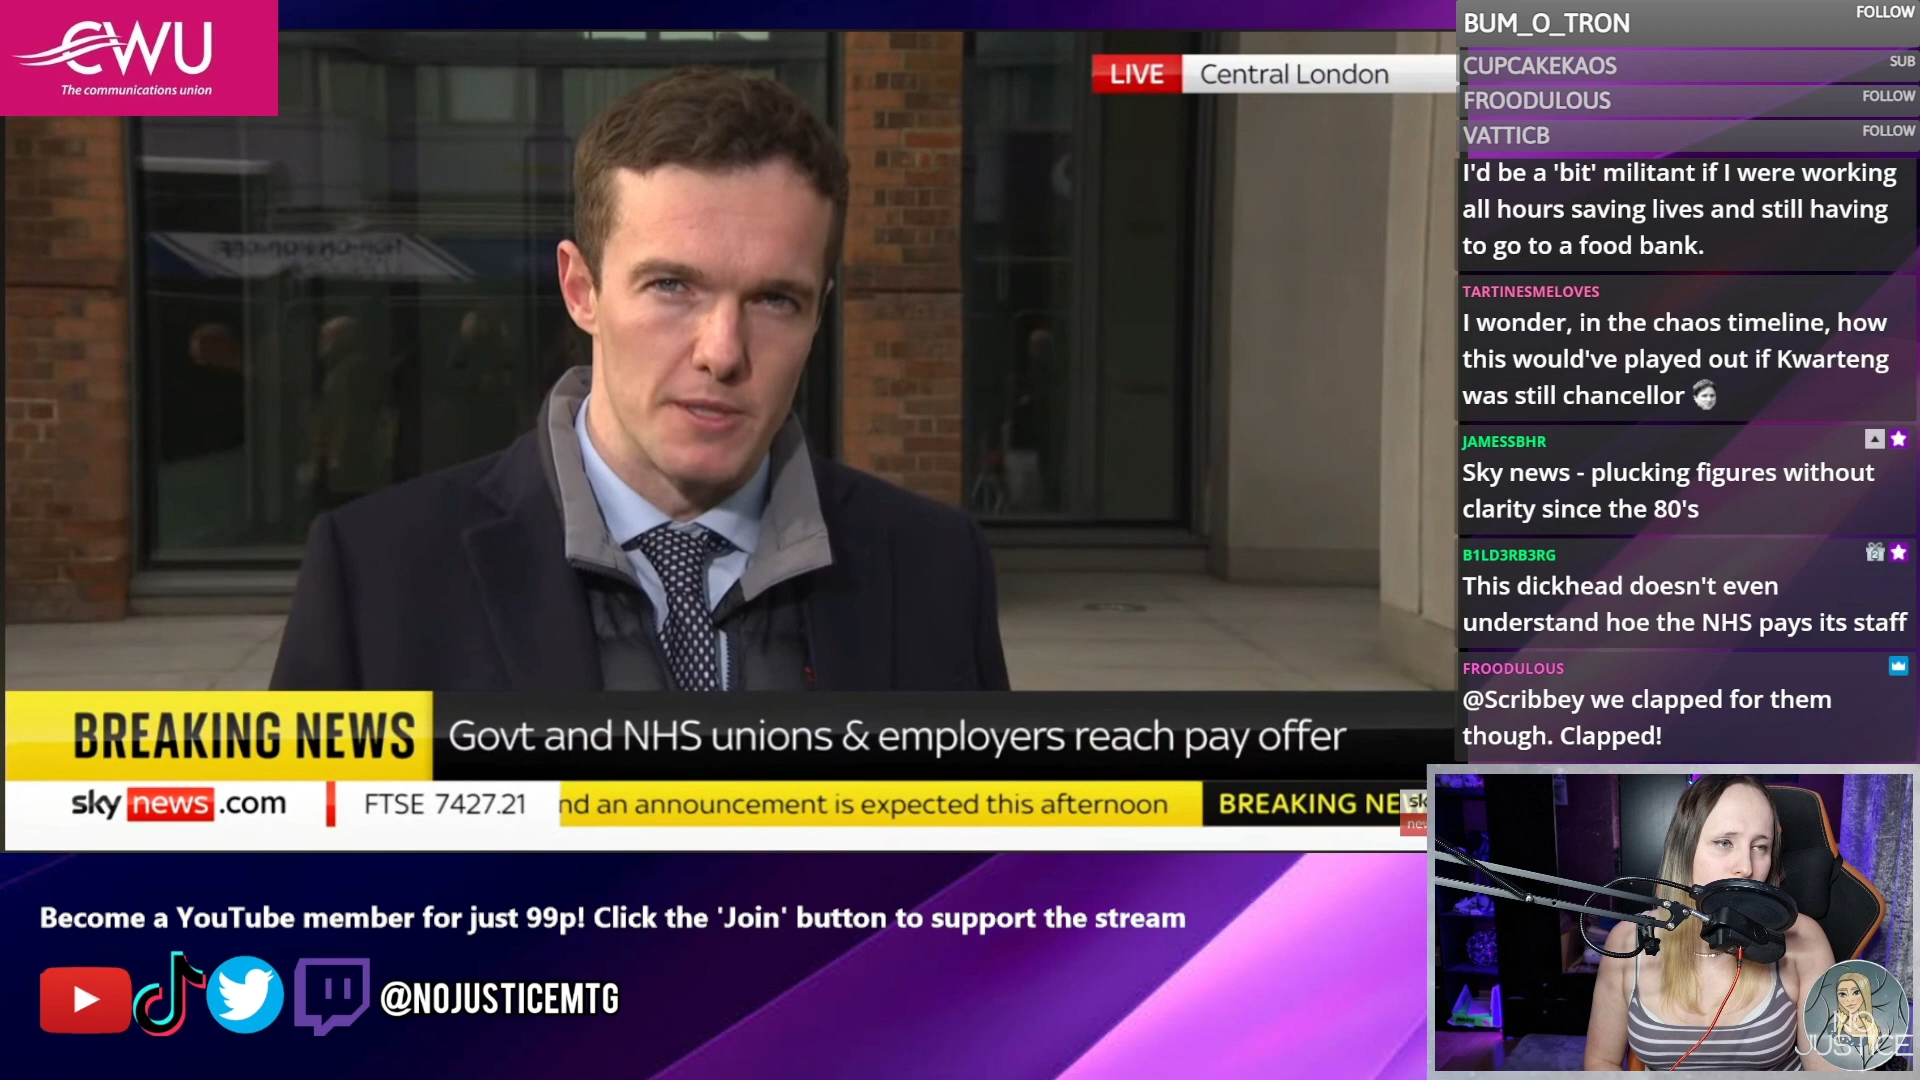 CWU
The communications union
LIVE Central London
BREAKING NEWS
Govt and NHS unions & employers reach pay offer
sky news .com
FTSE 7427.21
nd an announcement is expected this afternoon
BREAKING NE
sk
nev
Become a YouTube member for just 99p! Click the 'Join' button to support the stream
@NOJUSTICEMTG
BUM_O_TRON FOLLOW
CUPCAKEKAOS SUB
FROODULOUS FOLLOW
VATTICB FOLLOW
I'd be a 'bit' militant if I were working
all hours saving lives and still having
to go to a food bank.
TARTINESMELOVES
I wonder, in the chaos timeline, how
this would've played out if Kwarteng
was still chancellor
JAMESSBHR
Sky news - plucking figures without
clarity since the 80's
B1LD3RB3RG
This dickhead doesn't even
understand hoe the NHS pays its staff
FROODULOUS
@Scribbey we clapped for them
though. Clapped!
NO
JUSTICE